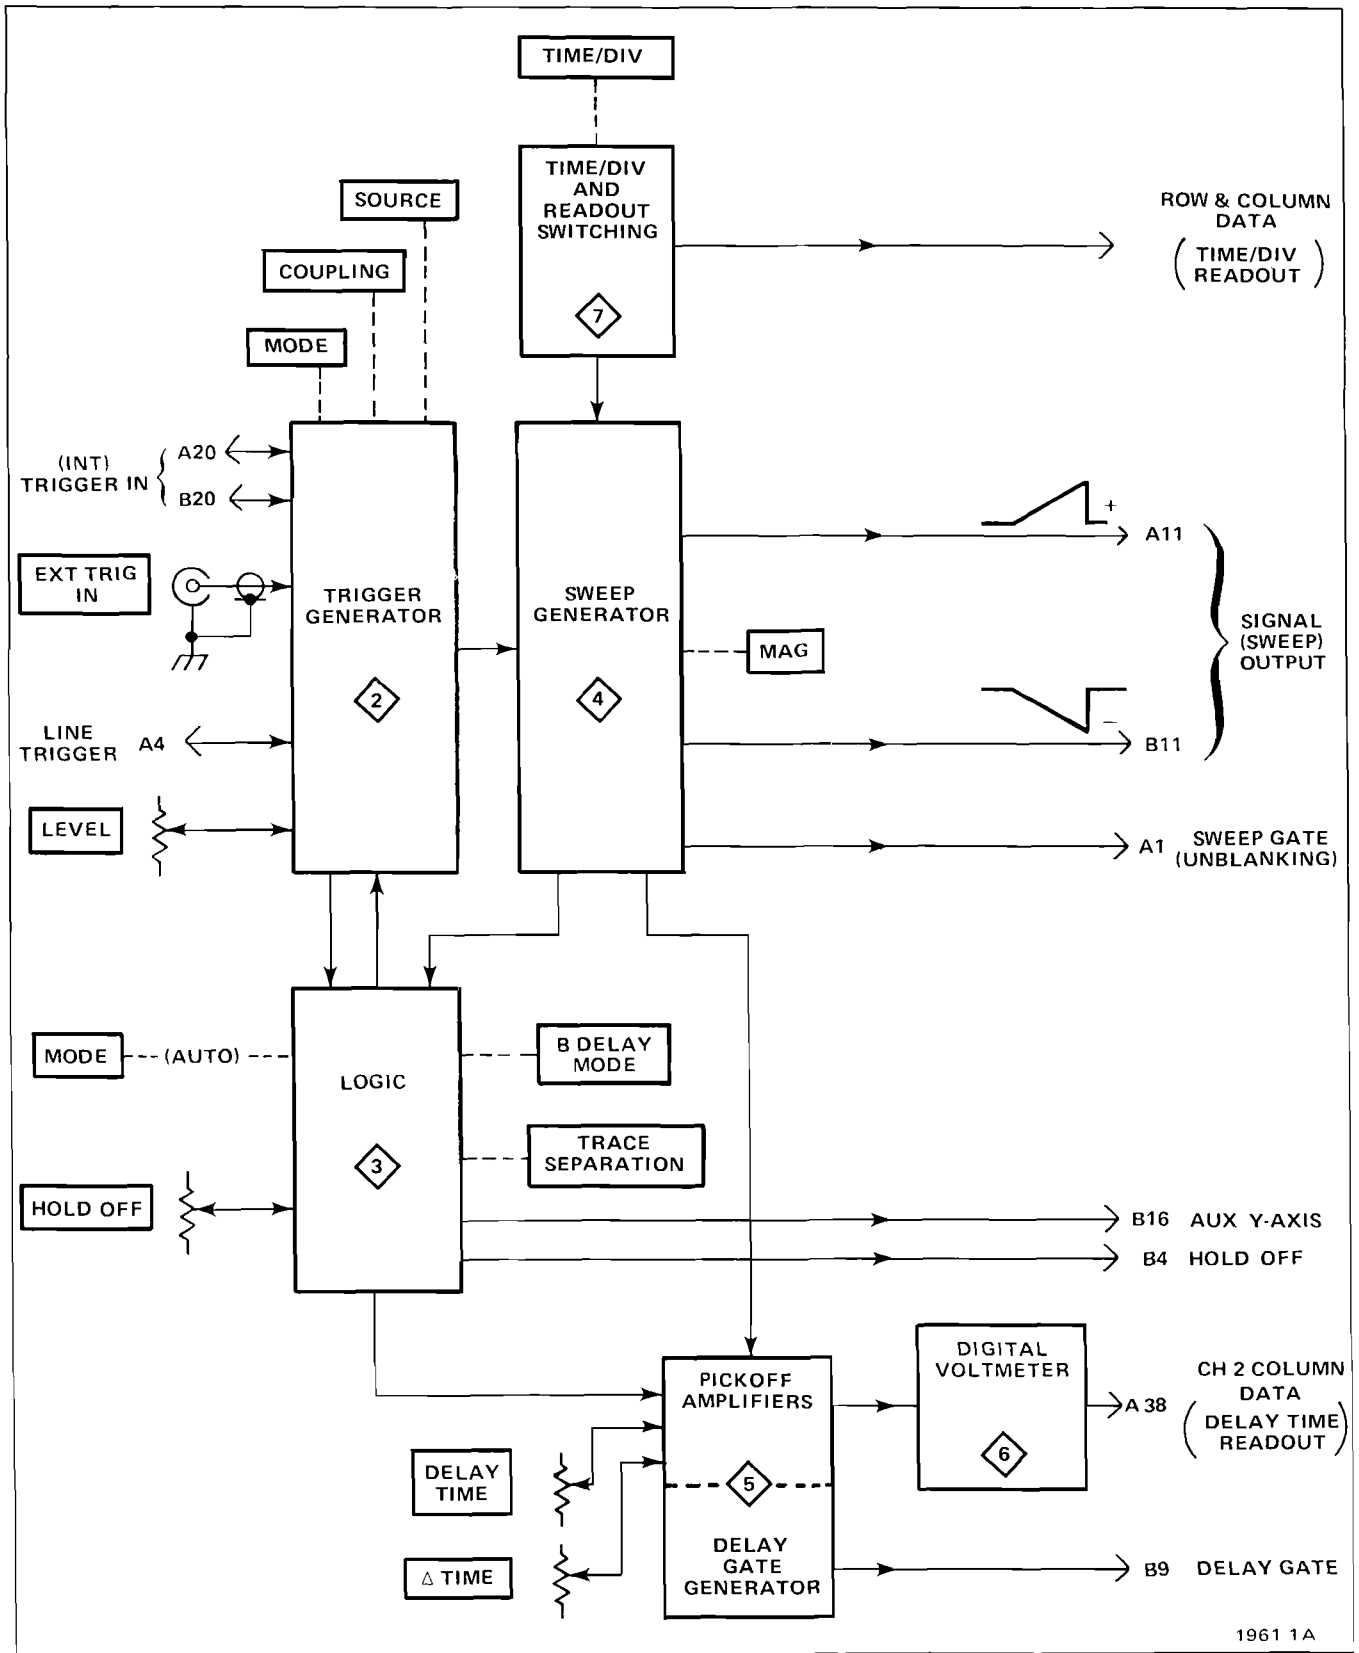 TIME/DIV
TIME/DIV
AND
READOUT
SWITCHING
7
ROW & COLUMN
DATA
(TIME/DIV
READOUT)
SOURCE
COUPLING
MODE
(INT)
TRIGGER IN
A20
B20
EXT TRIG
IN
LINE
TRIGGER
A4
LEVEL
TRIGGER
GENERATOR
2
SWEEP
GENERATOR
4
MAG
+
A11
−
B11
SIGNAL
(SWEEP)
OUTPUT
A1
SWEEP GATE
(UNBLANKING)
MODE
(AUTO)
LOGIC
3
B DELAY
MODE
TRACE
SEPARATION
HOLD OFF
B16 AUX Y-AXIS
B4 HOLD OFF
PICKOFF
AMPLIFIERS
5
DELAY
GATE
GENERATOR
DIGITAL
VOLTMETER
6
A38
CH 2 COLUMN
DATA
(DELAY TIME
READOUT)
DELAY
TIME
Δ TIME
B9 DELAY GATE
1961 1A